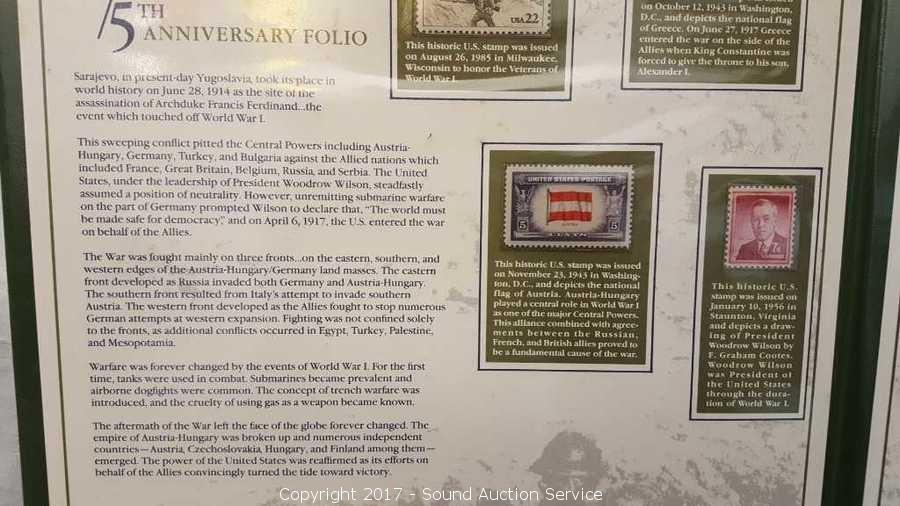 75TH
ANNIVERSARY FOLIO
Sarajevo, in present-day Yugoslavia, took its place in
world history on June 28, 1914 as the site of the
assassination of Archduke Francis Ferdinand...the
event which touched off World War I.
This sweeping conflict pitted the Central Powers including Austria-
Hungary, Germany, Turkey, and Bulgaria against the Allied nations which
included France, Great Britain, Belgium, Russia, and Serbia. The United
States, under the leadership of President Woodrow Wilson, steadfastly
assumed a position of neutrality. However, unremitting submarine warfare
on the part of Germany prompted Wilson to declare that, "The world must
be made safe for democracy," and on April 6, 1917, the U.S. entered the war
on behalf of the Allies.
The War was fought mainly on three fronts...on the eastern, southern, and
western edges of the Austria-Hungary/Germany land masses. The eastern
front developed as Russia invaded both Germany and Austria-Hungary.
The southern front resulted from Italy's attempt to invade southern
Austria. The western front developed as the Allies fought to stop numerous
German attempts at western expansion. Fighting was not confined solely
to the fronts, as additional conflicts occurred in Egypt, Turkey, Palestine,
and Mesopotamia.
Warfare was forever changed by the events of World War I. For the first
time, tanks were used in combat. Submarines became prevalent and
airborne dogfights were common. The concept of trench warfare was
introduced, and the cruelty of using gas as a weapon became known.
The aftermath of the War left the face of the globe forever changed. The
empire of Austria-Hungary was broken up and numerous independent
countries—Austria, Czechoslovakia, Hungary, and Finland among them—
emerged. The power of the United States was reaffirmed as its efforts on
behalf of the Allies convincingly turned the tide toward victory.
USA 22
This historic U.S. stamp was issued
on August 26, 1985 in Milwaukee,
Wisconsin to honor the Veterans of
World War I.
on October 12, 1943 in Washington,
D.C., and depicts the national flag
of Greece. On June 27, 1917 Greece
entered the war on the side of the
Allies when King Constantine was
forced to give the throne to his son,
Alexander I.
UNITED STATES POSTAGE
AUSTRIA
5 CENTS 5
This historic U.S. stamp was issued
on November 23, 1943 in Washing-
ton, D.C., and depicts the national
flag of Austria. Austria-Hungary
played a central role in World War I
as one of the major Central Powers.
This alliance combined with agree-
ments between the Russian,
French, and British allies proved to
be a fundamental cause of the war.
7¢
This historic U.S.
stamp was issued on
January 10, 1956 in
Staunton, Virginia
and depicts a draw-
ing of President
Woodrow Wilson by
F. Graham Cootes.
Woodrow Wilson
was President of
the United States
through the dura-
tion of World War I.
Copyright 2017 - Sound Auction Service